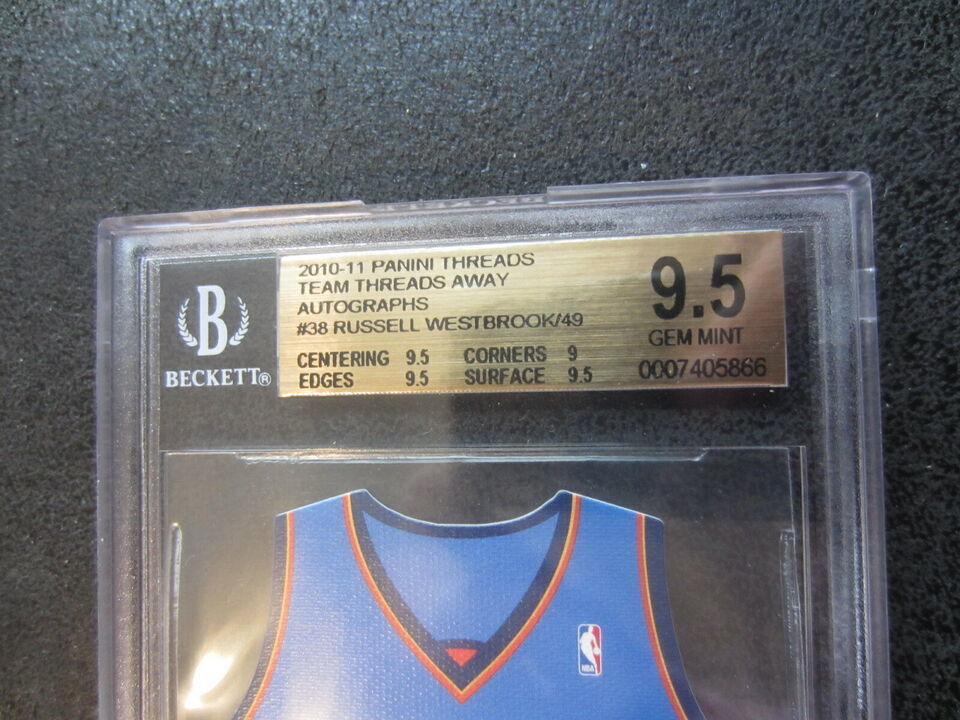 B
BECKETT®
2010-11 PANINI THREADS
TEAM THREADS AWAY
AUTOGRAPHS
#38 RUSSELL WESTBROOK/49
CENTERING 9.5 CORNERS 9
EDGES 9.5 SURFACE 9.5
9.5
GEM MINT
0007405866
NBA